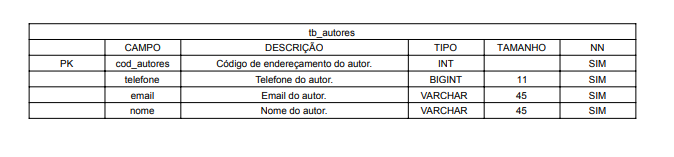 tb_autores
CAMPO DESCRIÇÃO TIPO TAMANHO NN
PK cod_autores Código de endereçamento do autor. INT SIM
telefone Telefone do autor. BIGINT 11 SIM
email Email do autor. VARCHAR 45 SIM
nome Nome do autor. VARCHAR 45 SIM